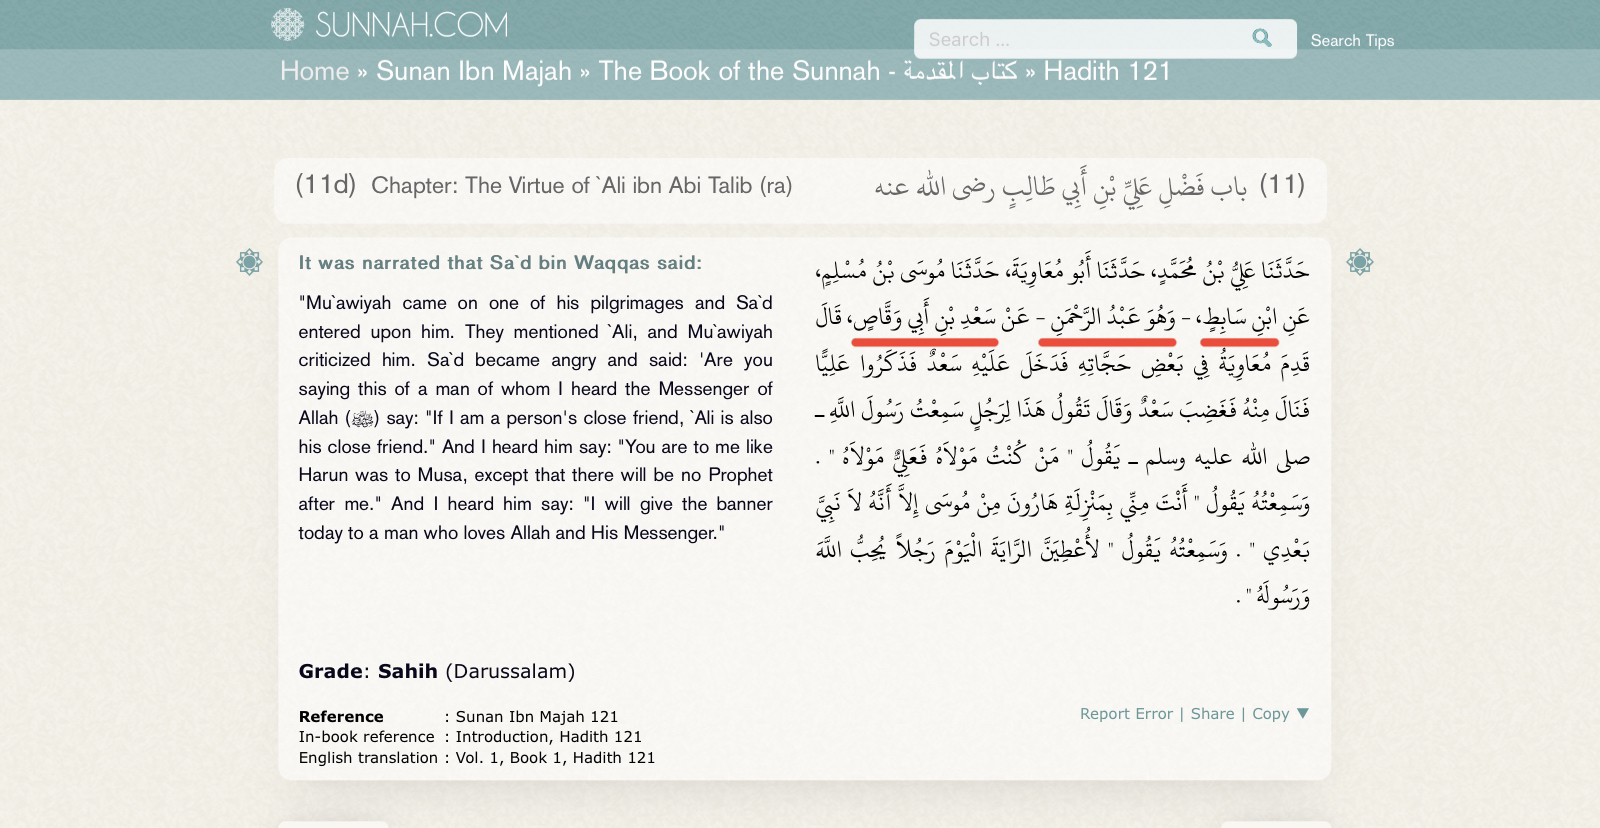 SUNNAH.COM
Search ...
Search Tips
Home » Sunan Ibn Majah » The Book of the Sunnah - كتاب المقدمة » Hadith 121
(11d) Chapter: The Virtue of `Ali ibn Abi Talib (ra)
(11) باب فَضْلِ عَلِيِّ بْنِ أَبِي طَالِبٍ رضى الله عنه
It was narrated that Sa`d bin Waqqas said:
"Mu`awiyah came on one of his pilgrimages and Sa`d
entered upon him. They mentioned `Ali, and Mu`awiyah
criticized him. Sa`d became angry and said: 'Are you
saying this of a man of whom I heard the Messenger of
Allah (ﷺ) say: "If I am a person's close friend, `Ali is also
his close friend." And I heard him say: "You are to me like
Harun was to Musa, except that there will be no Prophet
after me." And I heard him say: "I will give the banner
today to a man who loves Allah and His Messenger."
حَدَّثَنَا عَلِيُّ بْنُ مُحَمَّدٍ، حَدَّثَنَا أَبُو مُعَاوِيَةَ، حَدَّثَنَا مُوسَى بْنُ مُسْلِمٍ،
عَنِ ابْنِ سَابِطٍ، - وَهُوَ عَبْدُ الرَّحْمَنِ - عَنْ سَعْدِ بْنِ أَبِي وَقَّاصٍ، قَالَ
قَدِمَ مُعَاوِيَةُ فِي بَعْضِ حَجَّاتِهِ فَدَخَلَ عَلَيْهِ سَعْدٌ فَذَكَرُوا عَلِيًّا
فَنَالَ مِنْهُ فَغَضِبَ سَعْدٌ وَقَالَ تَقُولُ هَذَا لِرَجُلٍ سَمِعْتُ رَسُولَ اللَّهِ ـ
صلى الله عليه وسلم ـ يَقُولُ " مَنْ كُنْتُ مَوْلاَهُ فَعَلِيٌّ مَوْلاَهُ " .
وَسَمِعْتُهُ يَقُولُ " أَنْتَ مِنِّي بِمَنْزِلَةِ هَارُونَ مِنْ مُوسَى إِلاَّ أَنَّهُ لاَ نَبِيَّ
بَعْدِي " . وَسَمِعْتُهُ يَقُولُ " لأُعْطِيَنَّ الرَّايَةَ الْيَوْمَ رَجُلاً يُحِبُّ اللَّهَ
وَرَسُولَهُ " .
Grade: Sahih (Darussalam)
Reference : Sunan Ibn Majah 121
In-book reference : Introduction, Hadith 121
English translation : Vol. 1, Book 1, Hadith 121
Report Error | Share | Copy ▼